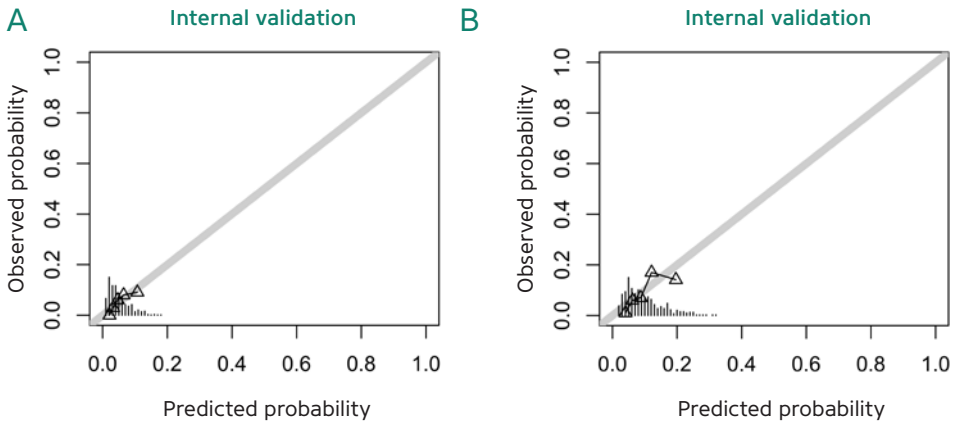 A
Internal validation
Observed probability
1.0
0.8
0.6
0.4
0.2
0.0
0.0 0.2 0.4 0.6 0.8 1.0
Predicted probability
B
Internal validation
Observed probability
1.0
0.8
0.6
0.4
0.2
0.0
0.0 0.2 0.4 0.6 0.8 1.0
Predicted probability